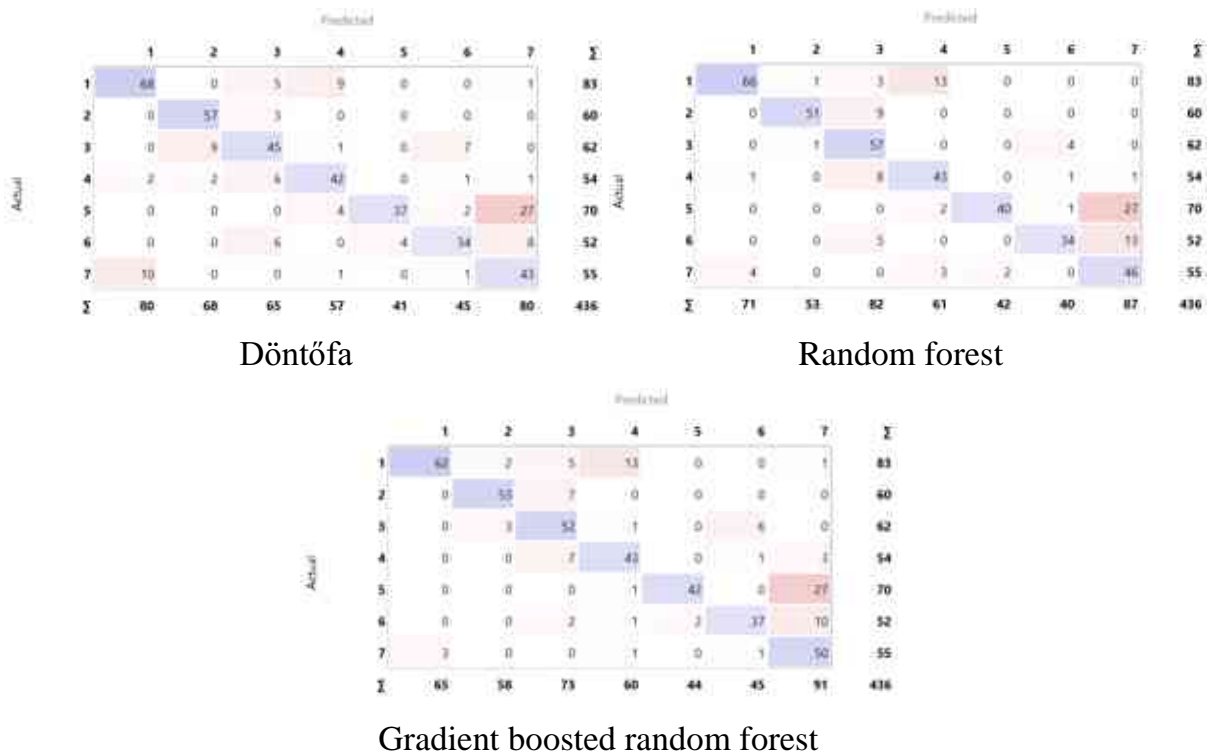 Predicted
1 2 3 4 5 6 7 Σ
1 68 0 5 9 0 0 1 83
2 0 57 3 0 0 0 0 60
3 0 9 45 1 0 7 0 62
4 2 2 6 42 0 1 1 54
5 0 0 0 4 37 2 27 70
6 0 0 6 0 4 34 8 52
7 10 0 0 1 0 1 43 55
Σ 80 68 65 57 41 45 80 436
Actual
Döntőfa
Predicted
1 2 3 4 5 6 7 Σ
1 66 1 3 13 0 0 0 83
2 0 51 9 0 0 0 0 60
3 0 1 57 0 0 4 0 62
4 1 0 8 43 0 1 1 54
5 0 0 0 2 40 1 27 70
6 0 0 5 0 0 34 13 52
7 4 0 0 3 2 0 46 55
Σ 71 53 82 61 42 40 87 436
Actual
Random forest
Predicted
1 2 3 4 5 6 7 Σ
1 62 2 5 13 0 0 1 83
2 0 53 7 0 0 0 0 60
3 0 3 52 1 0 6 0 62
4 0 0 7 43 0 1 3 54
5 0 0 0 1 42 0 27 70
6 0 0 2 1 2 37 10 52
7 3 0 0 1 0 1 50 55
Σ 65 58 73 60 44 45 91 436
Actual
Gradient boosted random forest